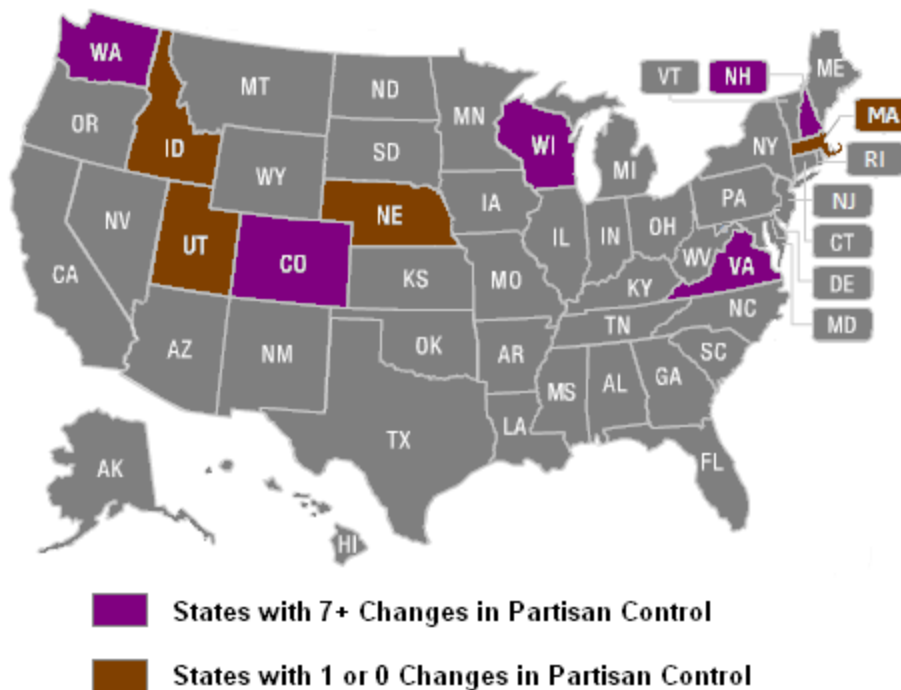 WA
MT
ND
MN
VT
NH
ME
OR
ID
SD
WI
NY
MA
WY
MI
RI
NV
UT
CO
NE
IA
PA
NJ
CA
KS
MO
IL
IN
OH
WV
VA
CT
KY
DE
AZ
NM
OK
AR
TN
NC
MD
TX
LA
MS
AL
GA
SC
FL
AK
HI
States with 7+ Changes in Partisan Control
States with 1 or 0 Changes in Partisan Control